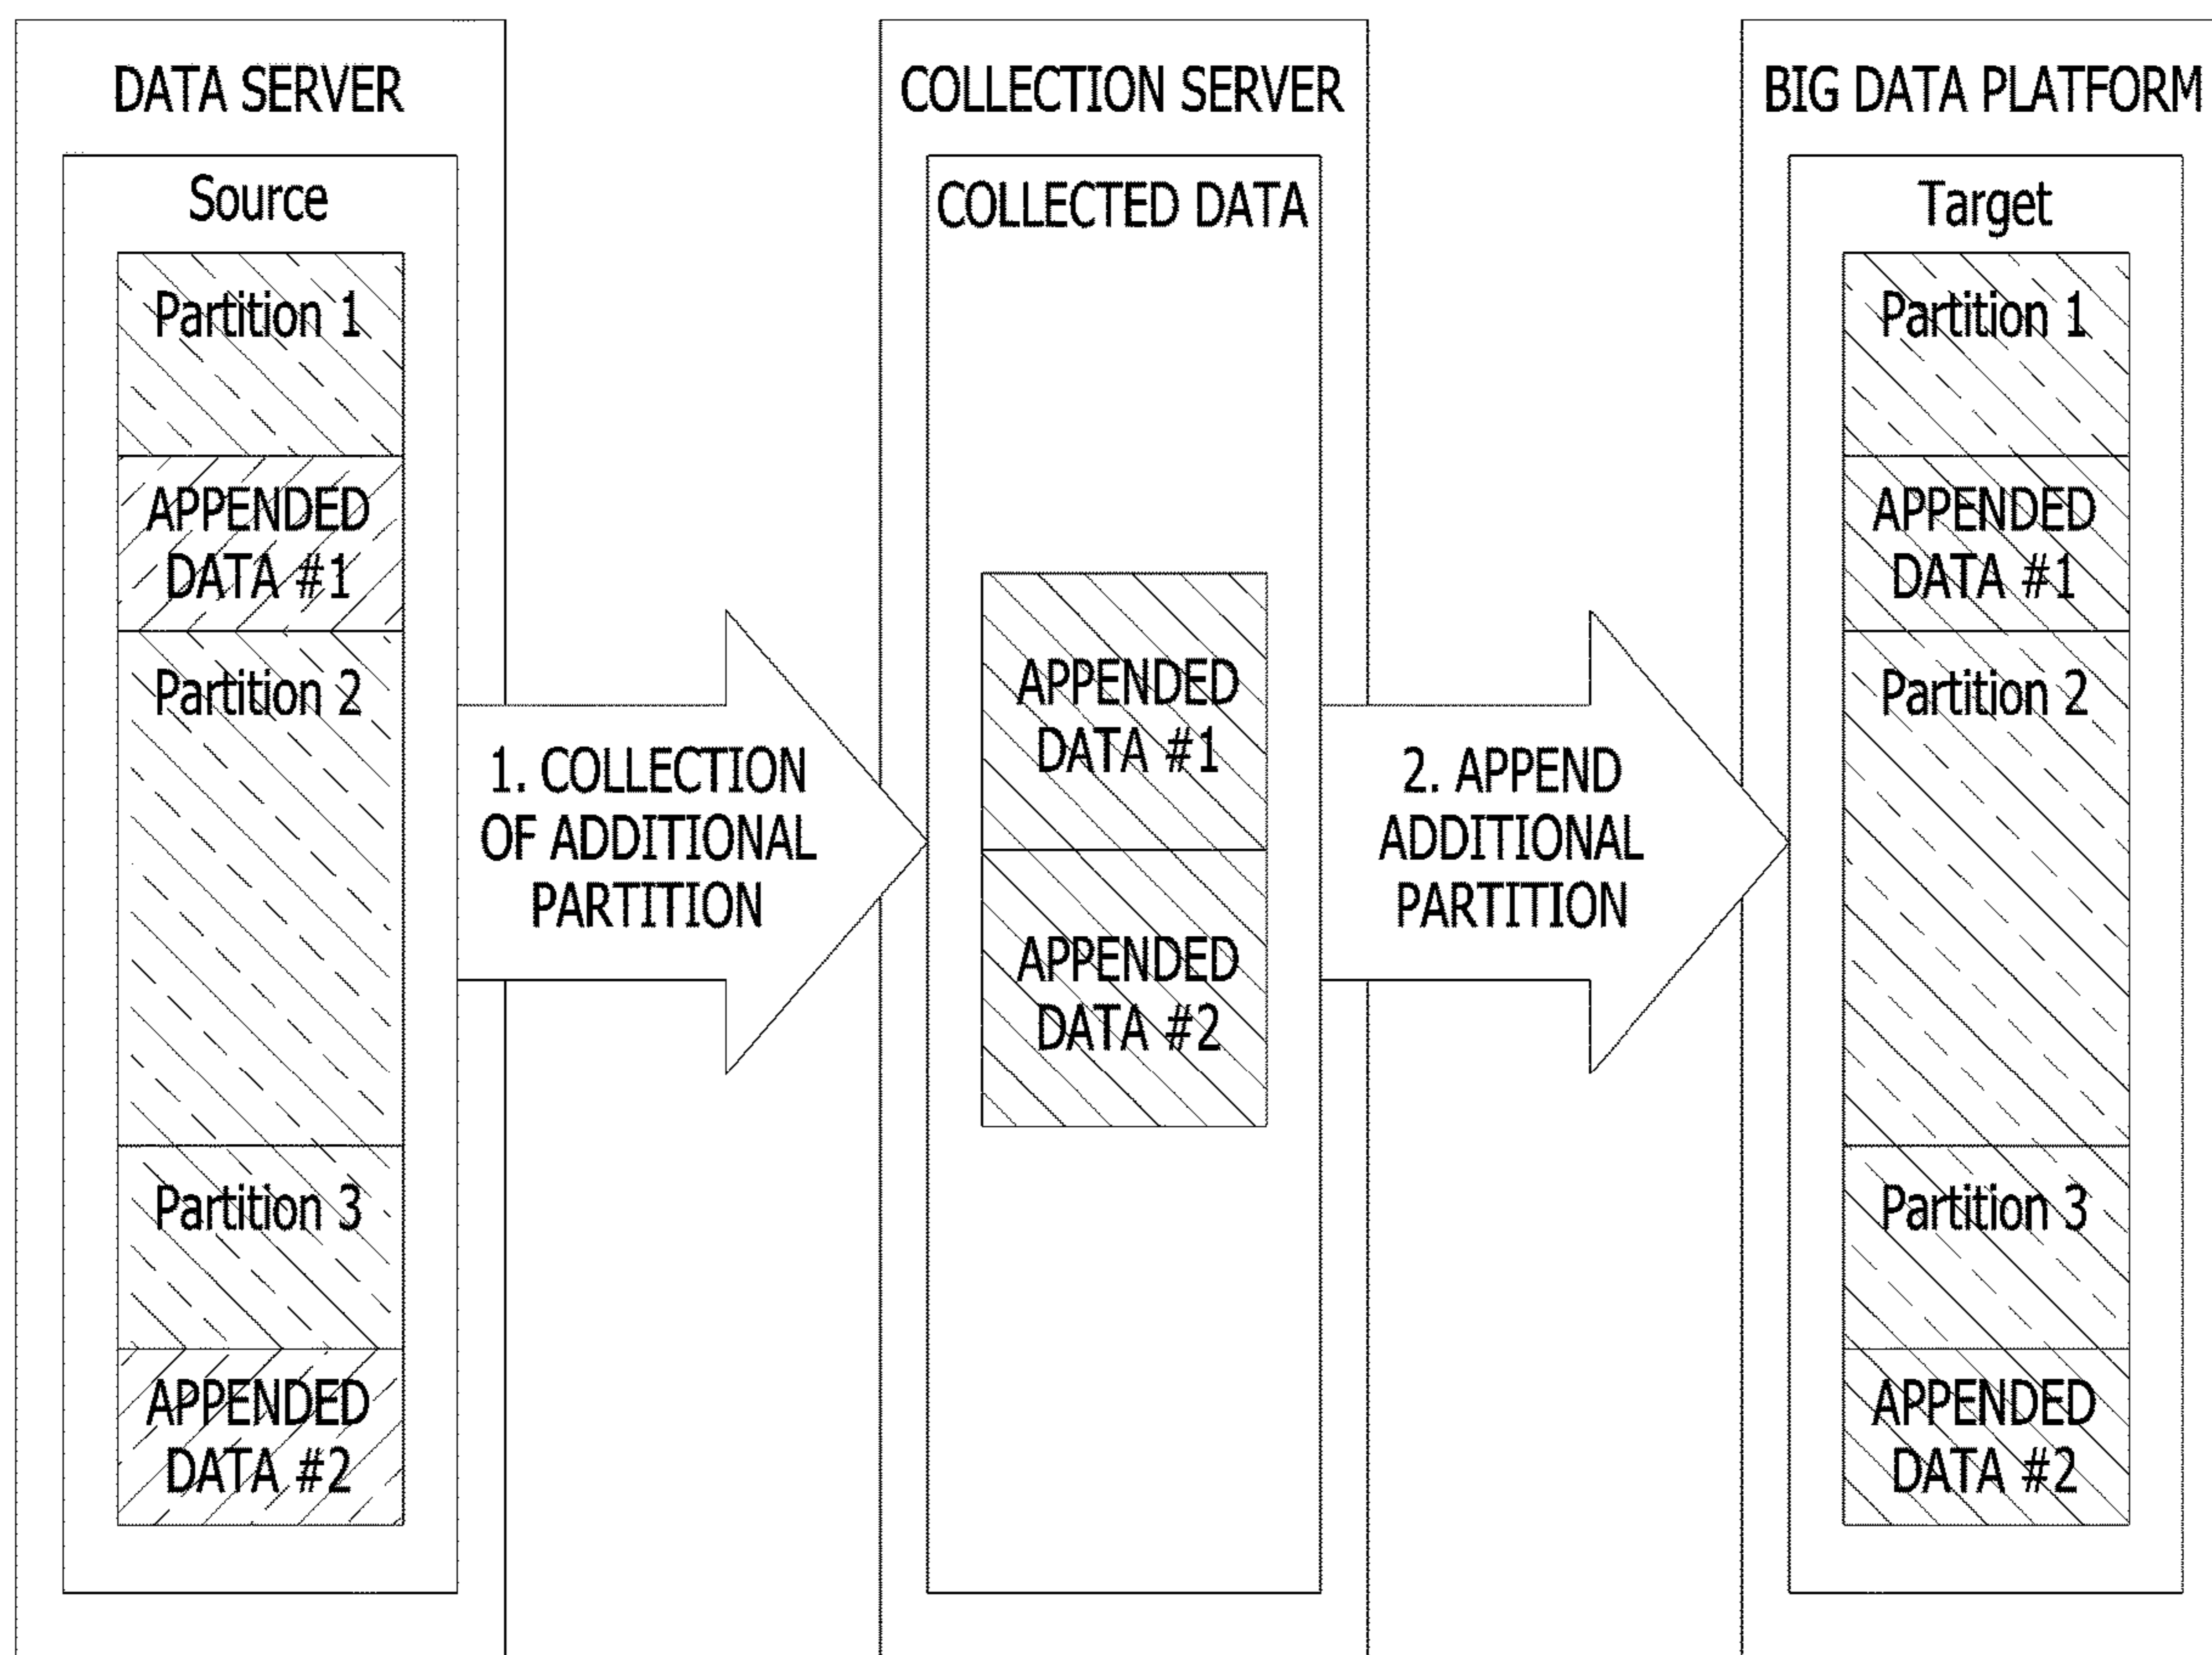 DATA SERVER
Source
Partition 1
APPENDED
DATA #1
Partition 2
Partition 3
APPENDED
DATA #2
1. COLLECTION
OF ADDITIONAL
PARTITION
COLLECTION SERVER
COLLECTED DATA
APPENDED
DATA #1
APPENDED
DATA #2
2. APPEND
ADDITIONAL
PARTITION
BIG DATA PLATFORM
Target
Partition 1
APPENDED
DATA #1
Partition 2
Partition 3
APPENDED
DATA #2